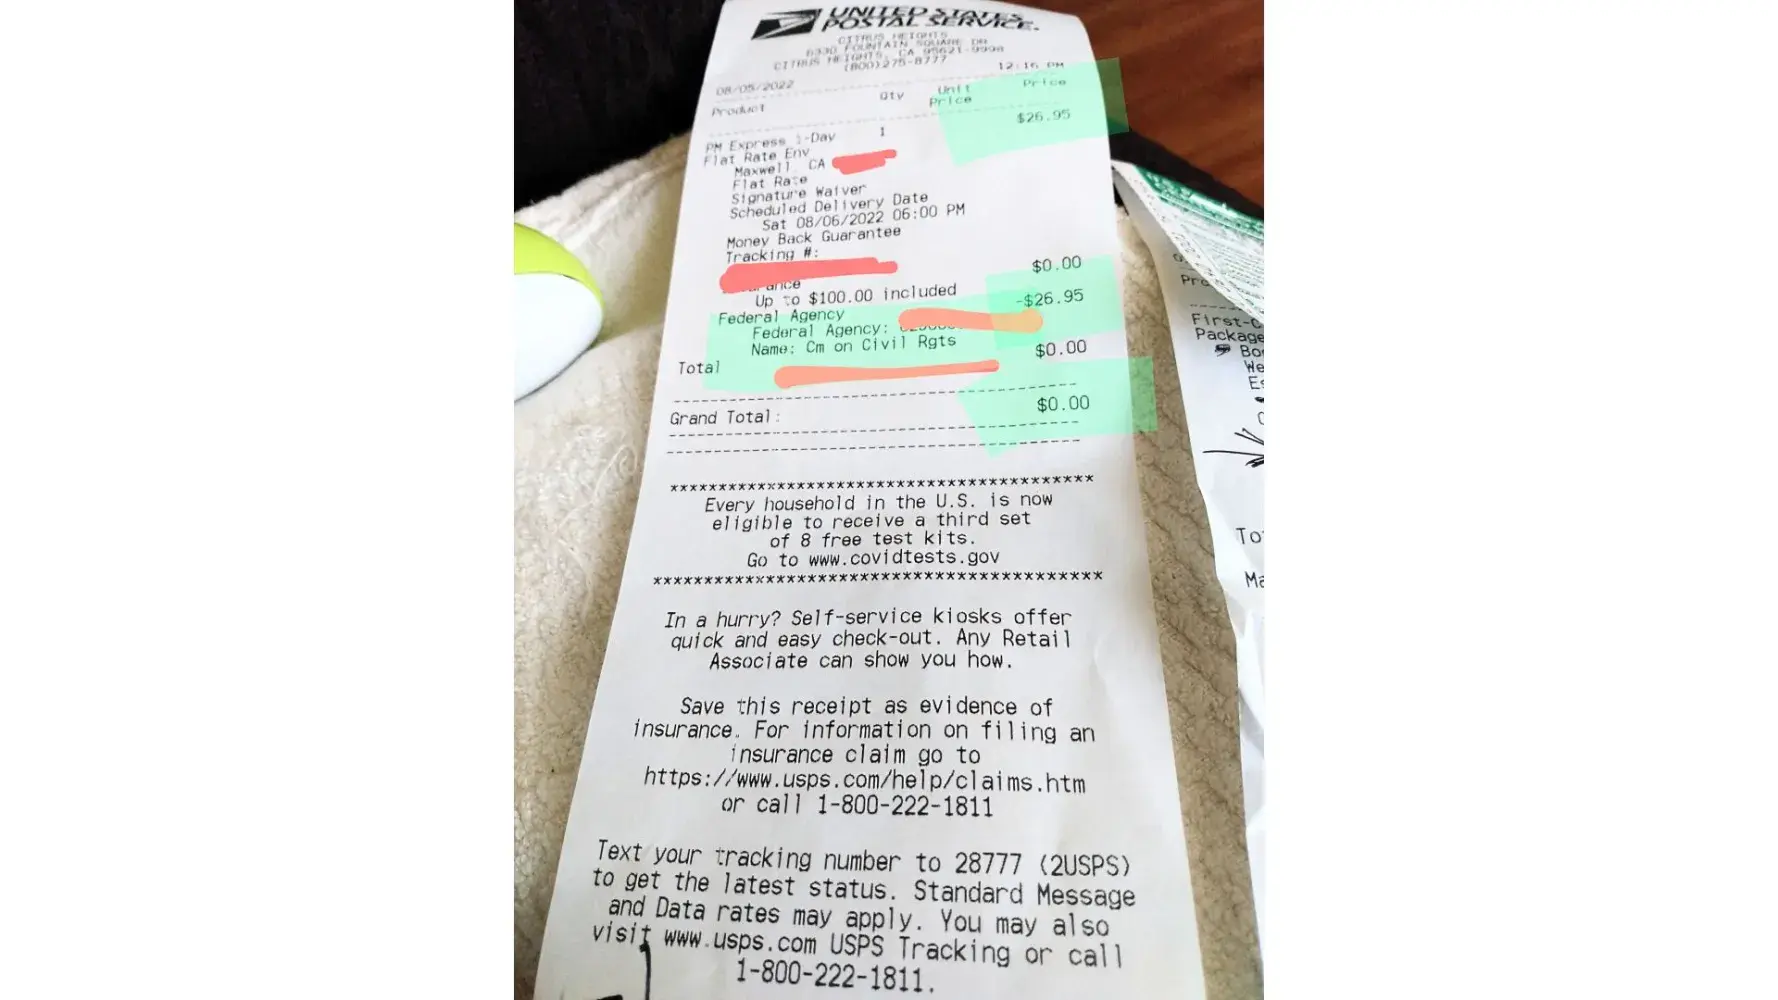 UNITED STATES
POSTAL SERVICE.
CITRUS HEIGHTS
6330 FOUNTAIN SQUARE DR
CITRUS HEIGHTS, CA 95621-9998
(800)275-8777
08/05/2022 12:16 PM
Product Qty Unit Price
Price
PM Express 1-Day 1 $26.95
Flat Rate Env
Maxwell, CA
Flat Rate
Signature Waiver
Scheduled Delivery Date
Sat 08/06/2022 06:00 PM
Money Back Guarantee
Tracking #:
Insurance $0.00
Up to $100.00 included
Federal Agency -$26.95
Federal Agency:
Name: Cm on Civil Rgts
Total $0.00
Grand Total: $0.00
******************************************
Every household in the U.S. is now
eligible to receive a third set
of 8 free test kits.
Go to www.covidtests.gov
******************************************
In a hurry? Self-service kiosks offer
quick and easy check-out. Any Retail
Associate can show you how.
Save this receipt as evidence of
insurance. For information on filing an
insurance claim go to
https://www.usps.com/help/claims.htm
or call 1-800-222-1811
Text your tracking number to 28777 (2USPS)
to get the latest status. Standard Message
and Data rates may apply. You may also
visit www.usps.com USPS Tracking or call
1-800-222-1811.
First-C
Package
Bo
We
Es
To
Ma